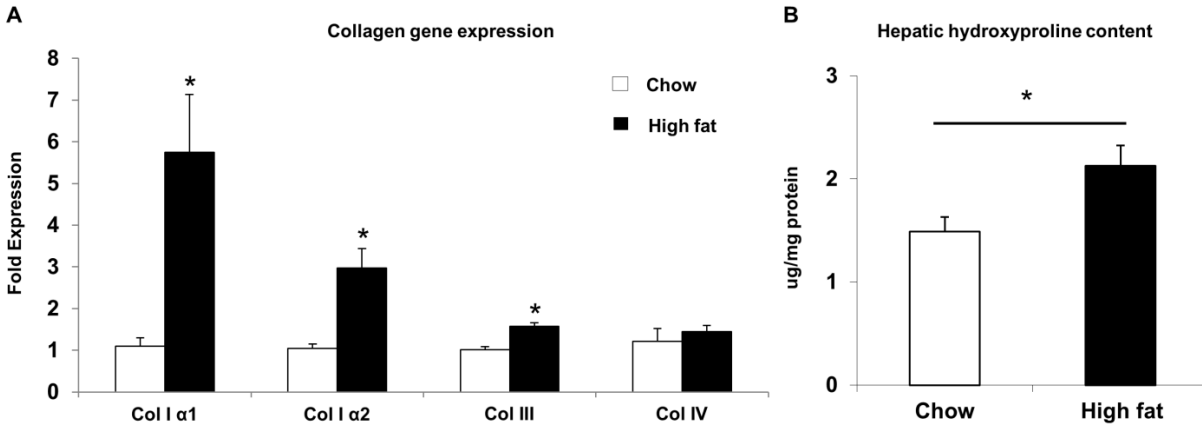 A
Collagen gene expression
Fold Expression
8
7
6
5
4
3
2
1
0
*
*
*
Chow
High fat
Col I α1
Col I α2
Col III
Col IV
B
Hepatic hydroxyproline content
ug/mg protein
3
2
1
0
*
Chow
High fat